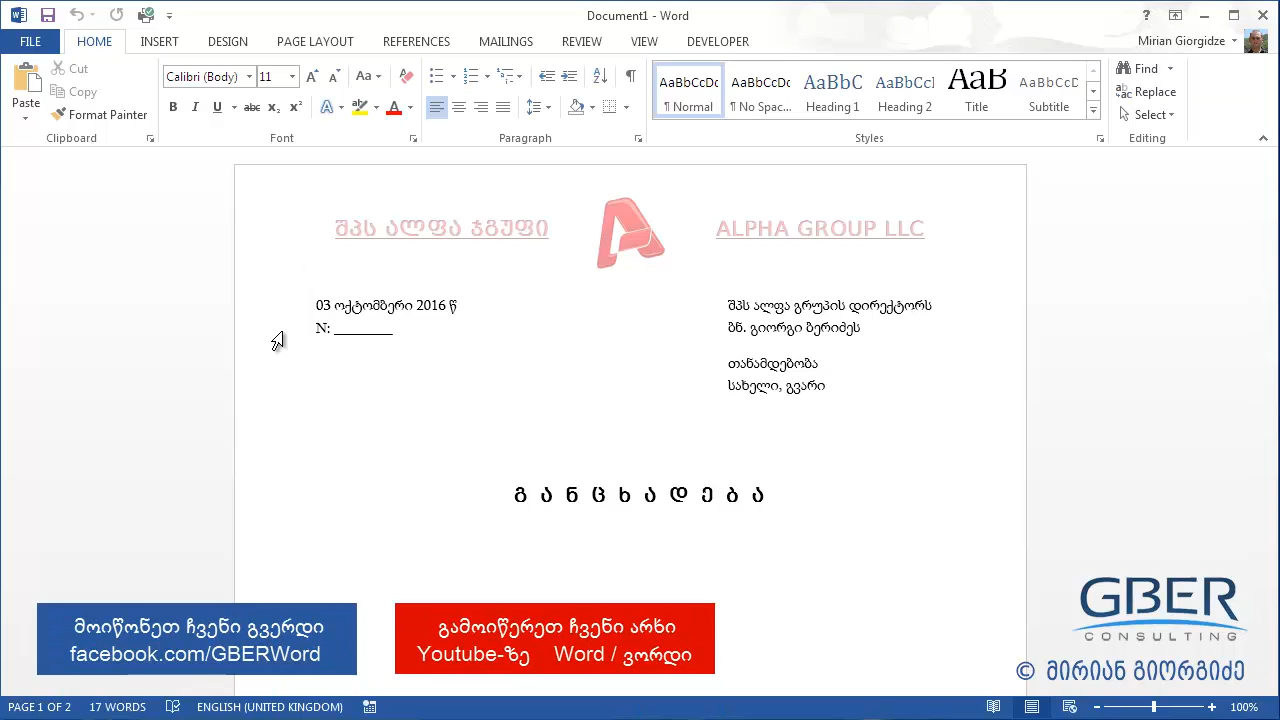 Document1 - Word
FILE HOME INSERT DESIGN PAGE LAYOUT REFERENCES MAILINGS REVIEW VIEW DEVELOPER Mirian Giorgidze
Paste
Cut
Copy
Format Painter
Clipboard
Calibri (Body) 11
Font
Paragraph
AaBbCcDc AaBbCcDc AaBbC AaBbCcl AaB AaBbCcD
¶ Normal ¶ No Spac... Heading 1 Heading 2 Title Subtitle
Styles
Find
Replace
Select
Editing
შპს ალფა ჯგუფი
ALPHA GROUP LLC
03 ოქტომბერი 2016 წ
N: ________
შპს ალფა გრუპის დირექტორს
ბნ. გიორგი ბერიძეს
თანამდებობა
სახელი, გვარი
გ ა ნ ც ხ ა დ ე ბ ა
მოიწონეთ ჩვენი გვერდი
facebook.com/GBERWord
გამოიწერეთ ჩვენი არხი
Youtube-ზე Word / ვორდი
GBER
CONSULTING
© მირიან გიორგიძე
PAGE 1 OF 2 17 WORDS ENGLISH (UNITED KINGDOM) 100%